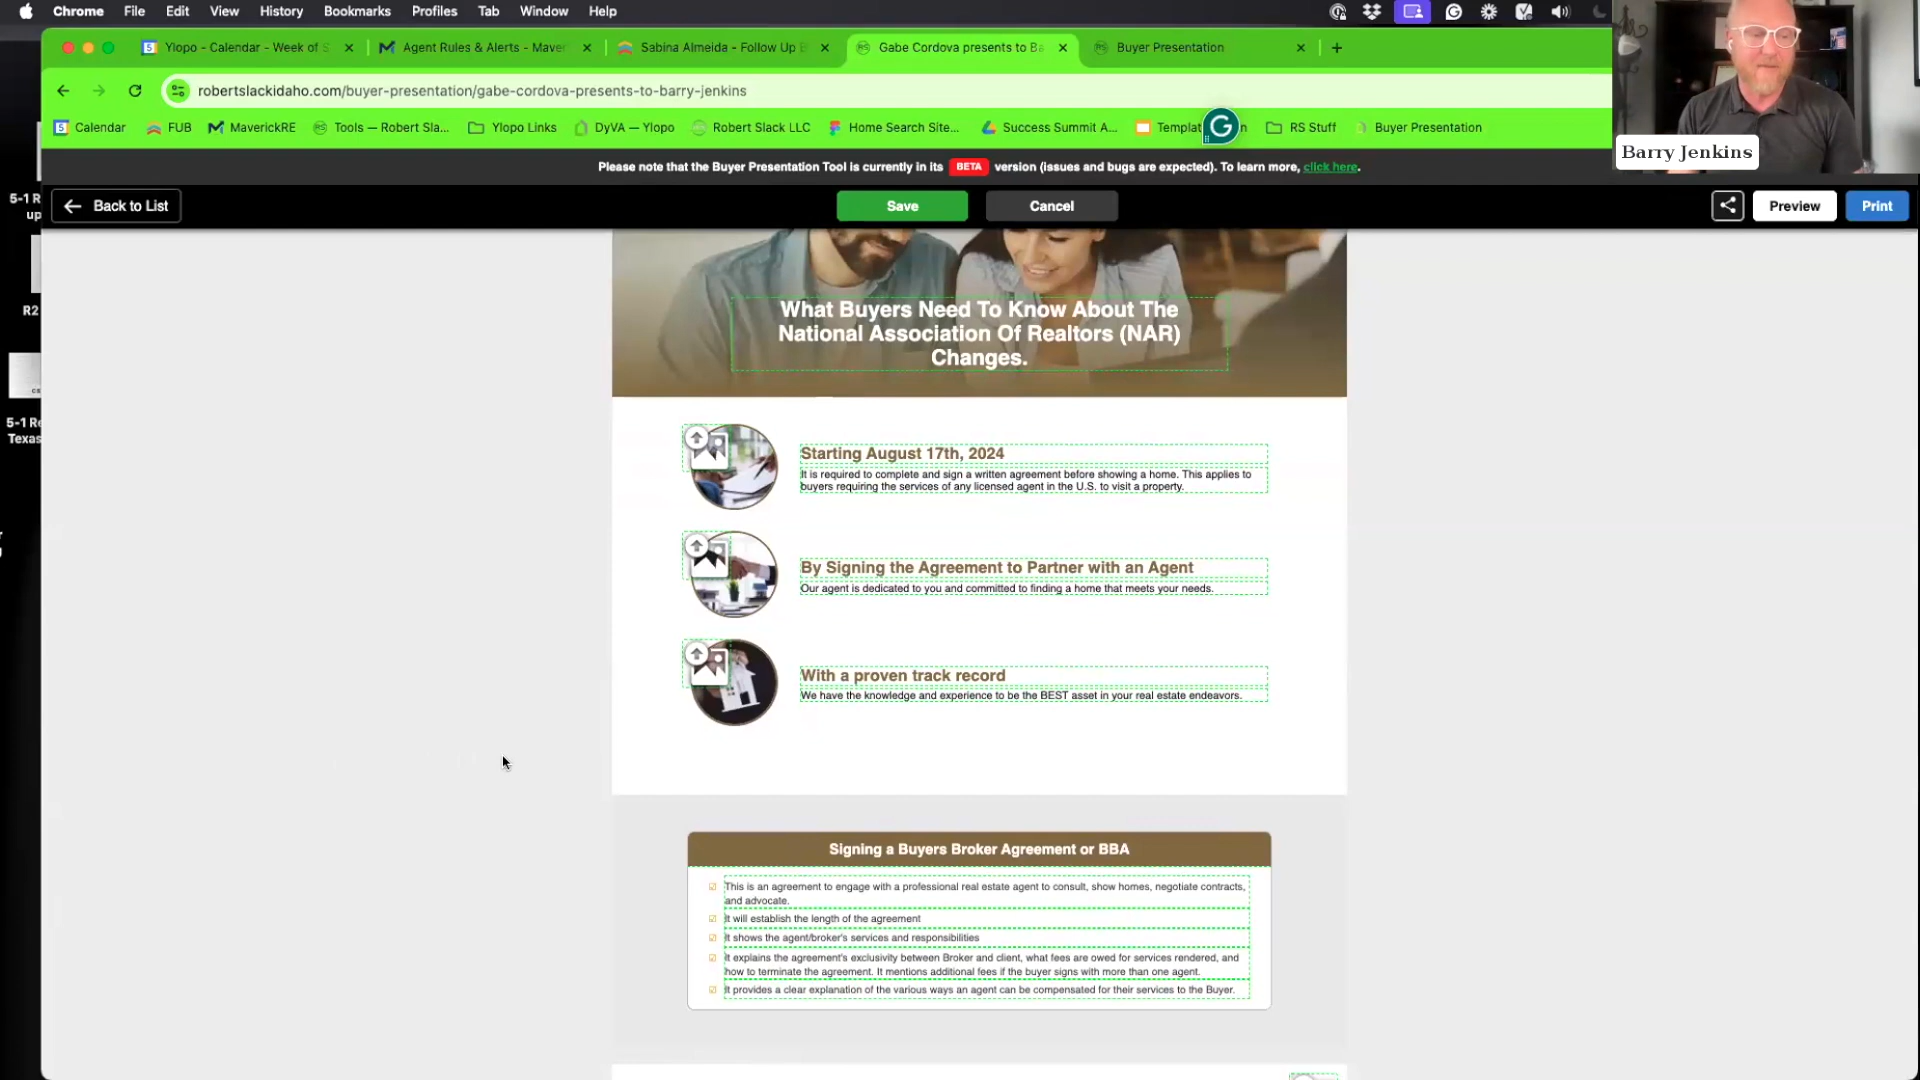 Chrome File Edit View History Bookmarks Profiles Tab Window Help
Ylopo - Calendar - Week of S
Agent Rules & Alerts - Mave
Sabina Almeida - Follow Up B
Gabe Cordova presents to Ba
Buyer Presentation
robertslackidaho.com/buyer-presentation/gabe-cordova-presents-to-barry-jenkins
Calendar FUB MaverickRE Tools — Robert Sla... Ylopo Links DyVA — Ylopo Robert Slack LLC Home Search Site... Success Summit A... Templat RS Stuff Buyer Presentation
Barry Jenkins
Please note that the Buyer Presentation Tool is currently in its BETA version (issues and bugs are expected). To learn more, click here.
Back to List
Save
Cancel
Preview
Print
5-1 R
up
R2
5-1 Re
Texas
What Buyers Need To Know About The
National Association Of Realtors (NAR)
Changes.
Starting August 17th, 2024
It is required to complete and sign a written agreement before showing a home. This applies to
buyers requiring the services of any licensed agent in the U.S. to visit a property.
By Signing the Agreement to Partner with an Agent
Our agent is dedicated to you and committed to finding a home that meets your needs.
With a proven track record
We have the knowledge and experience to be the BEST asset in your real estate endeavors.
Signing a Buyers Broker Agreement or BBA
This is an agreement to engage with a professional real estate agent to consult, show homes, negotiate contracts,
and advocate.
It will establish the length of the agreement
It shows the agent/broker's services and responsibilities
It explains the agreement's exclusivity between Broker and client, what fees are owed for services rendered, and
how to terminate the agreement. It mentions additional fees if the buyer signs with more than one agent.
It provides a clear explanation of the various ways an agent can be compensated for their services to the Buyer.